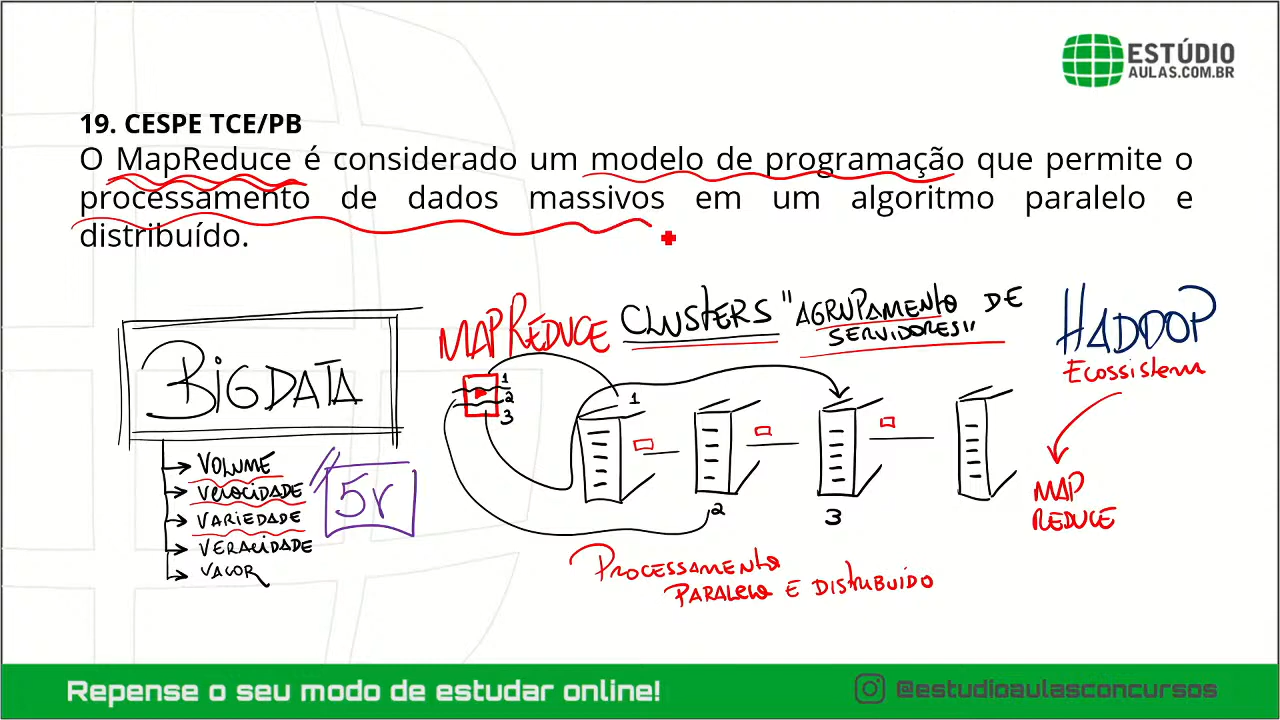 ESTÚDIO
AULAS.COM.BR
19. CESPE TCE/PB
O MapReduce é considerado um modelo de programação que permite o
processamento de dados massivos em um algoritmo paralelo e
distribuído.
BIGDATA
VOLUME
VELOCIDADE
VARIEDADE
VERACIDADE
VALOR
5V
MAPREDUCE
1
2
3
CLUSTERS "AGRUPAMENTO DE
SERVIDORES"
1
2
3
PROCESSAMENTO
PARALELO E DISTRIBUIDO
HADDOP
Ecossistema
MAP
REDUCE
Repense o seu modo de estudar online!
@estudioaulasconcursos